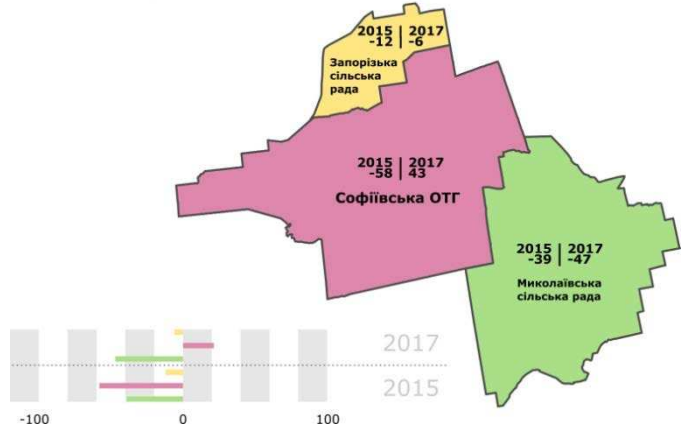 2015 | 2017
-12 | -6
Запорізька
сільська
рада
2015 | 2017
-58 | 43
Софіївська ОТГ
2015 | 2017
-39 | -47
Миколаївська
сільська рада
2017
2015
-100 0 100